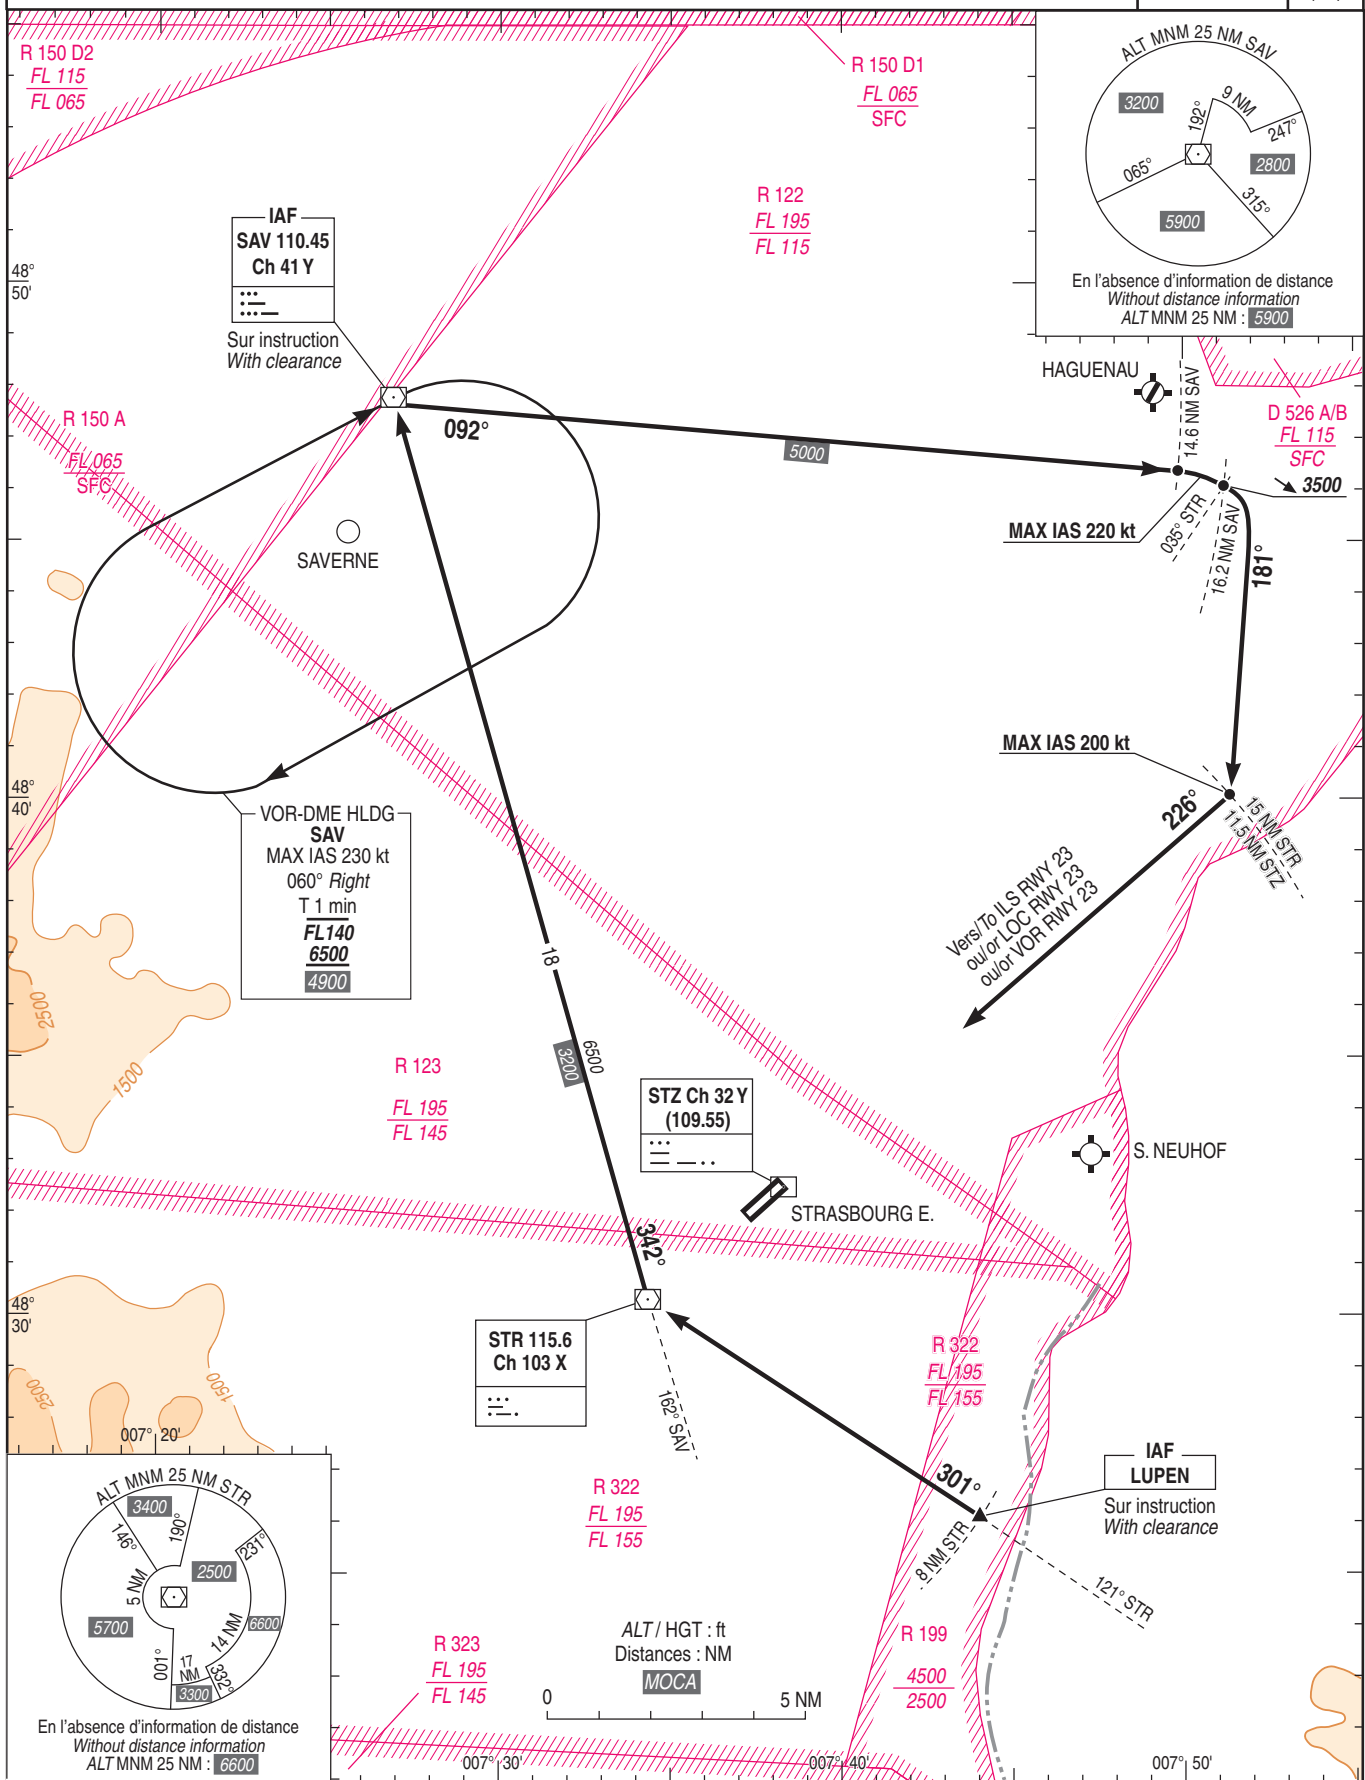 R 150 D2
FL 115
FL 065
R 150 D1
FL 065
SFC
R 122
FL 195
FL 115
ALT MNM 25 NM SAV
3200
9 NM
192°
247°
2800
065°
315°
5900
En l'absence d'information de distance
Without distance information
ALT MNM 25 NM : 5900
IAF
SAV 110.45
Ch 41 Y
Sur instruction
With clearance
48°
50'
HAGUENAU
14.6 NM SAV
D 526 A/B
FL 115
SFC
3500
R 150 A
FL 065
SFC
092°
5000
MAX IAS 220 kt
035° STR
16.2 NM SAV
181°
SAVERNE
MAX IAS 200 kt
48°
40'
226°
15 NM STR
11.5 NM STZ
VOR-DME HLDG
SAV
MAX IAS 230 kt
060° Right
T 1 min
FL140
6500
4900
Vers/To ILS RWY 23
ou/or LOC RWY 23
ou/or VOR RWY 23
18
2500
1500
6500
3200
R 123
FL 195
FL 145
STZ Ch 32 Y
(109.55)
S. NEUHOF
STRASBOURG E.
342°
48°
30'
STR 115.6
Ch 103 X
162° SAV
R 322
FL 195
FL 155
2500
1500
007° 20'
301°
IAF
LUPEN
Sur instruction
With clearance
8 NM STR
121° STR
R 322
FL 195
FL 155
ALT MNM 25 NM STR
3400
146°
190°
231°
2500
5 NM
5700
14 NM
6600
001°
17
NM
332°
3300
En l'absence d'information de distance
Without distance information
ALT MNM 25 NM : 6600
R 323
FL 195
FL 145
ALT / HGT : ft
Distances : NM
MOCA
0
5 NM
R 199
4500
2500
007° 30'
007° 40'
007° 50'